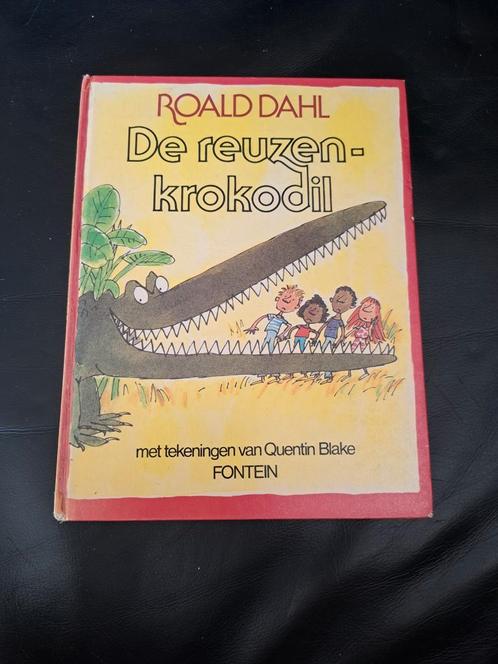 ROALD DAHL
De reuzen-
krokodil
met tekeningen van Quentin Blake
FONTEIN